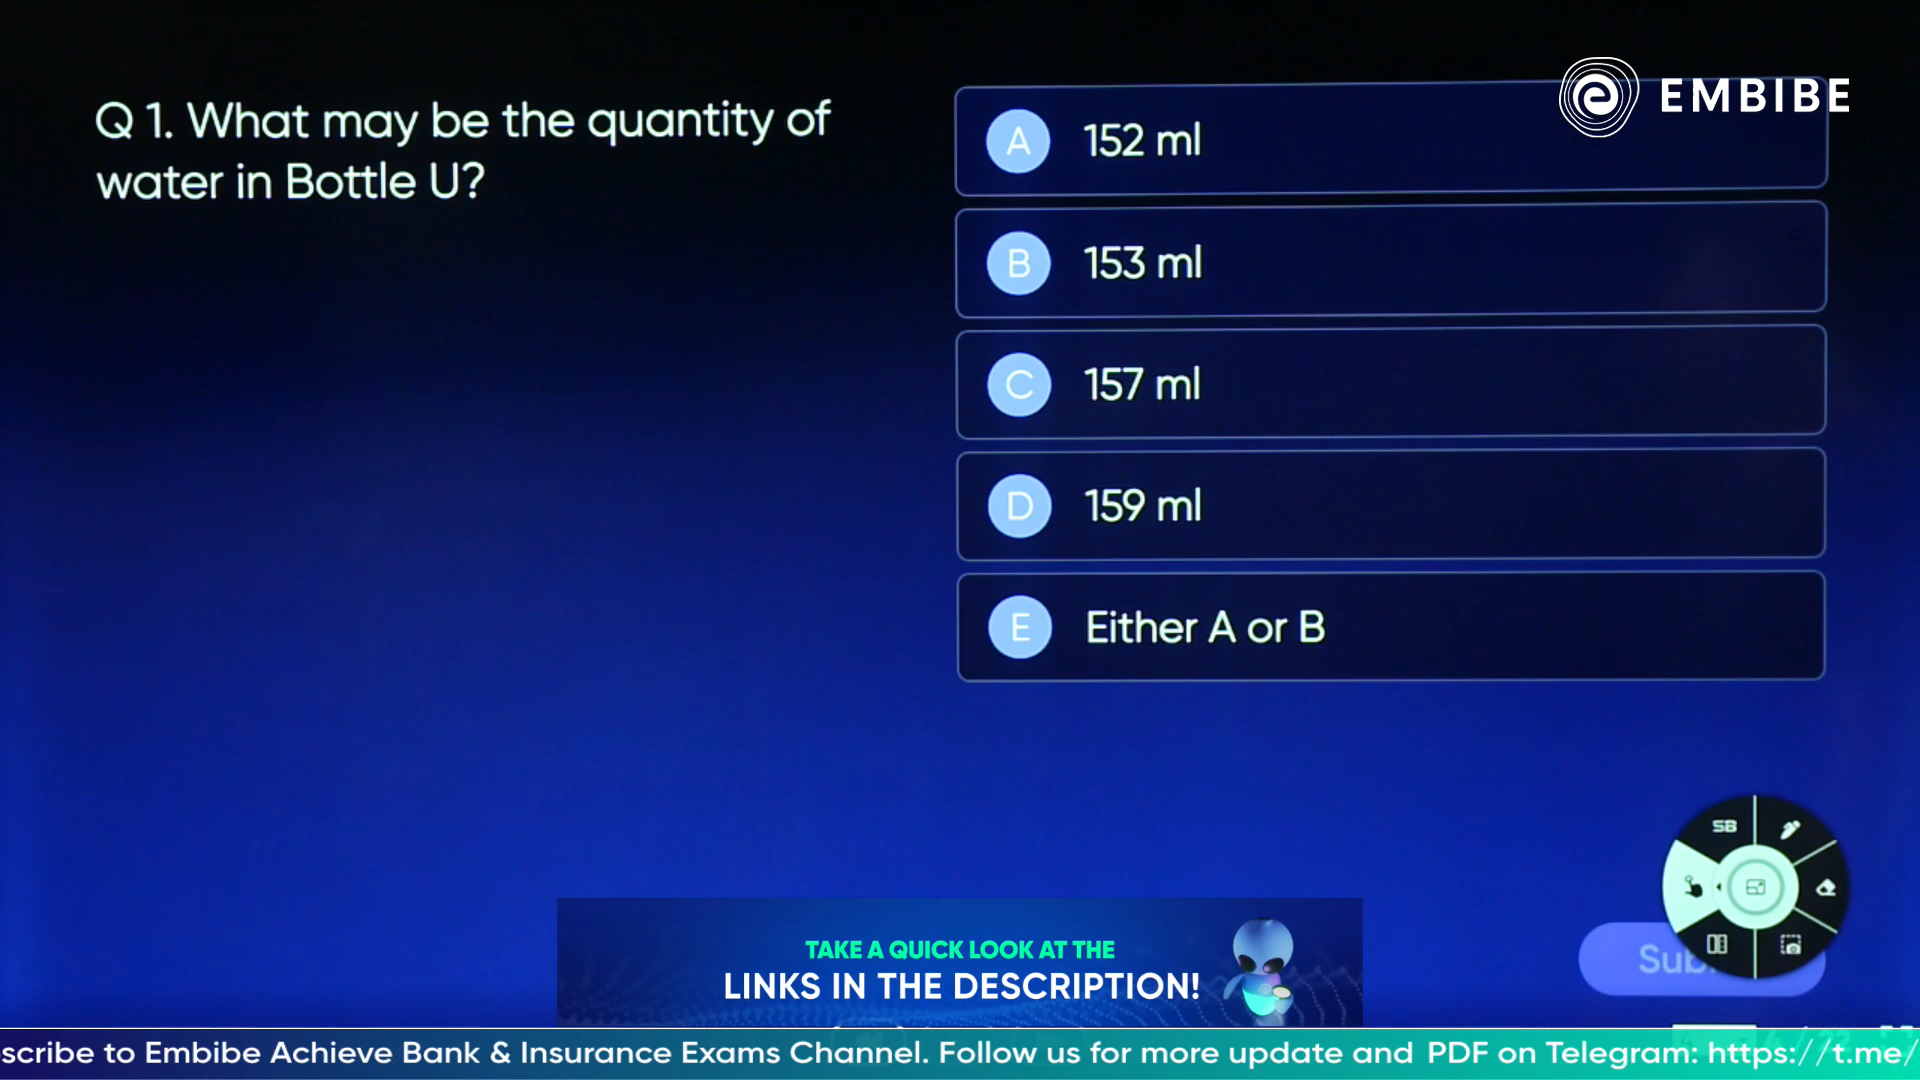 EMBIBE
Q 1. What may be the quantity of
water in Bottle U?
A 152 ml
B 153 ml
C 157 ml
D 159 ml
E Either A or B
SB
TAKE A QUICK LOOK AT THE
LINKS IN THE DESCRIPTION!
scribe to Embibe Achieve Bank & Insurance Exams Channel. Follow us for more update and PDF on Telegram: https://t.me/